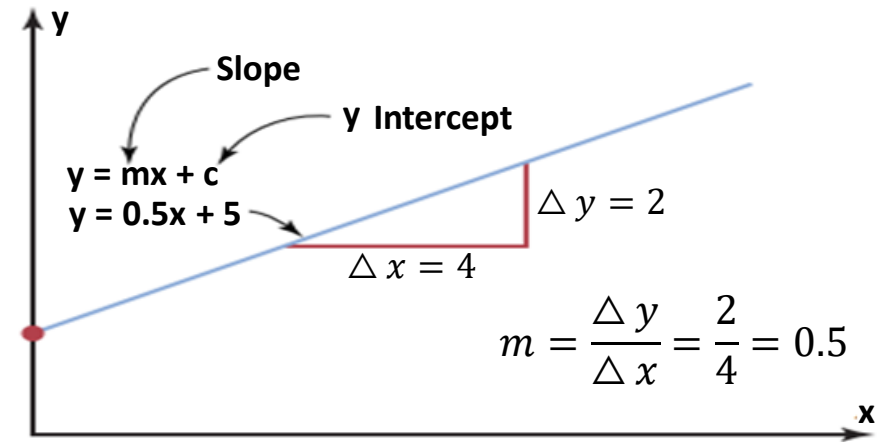 y
Slope
y Intercept
y = mx + c
y = 0.5x + 5
△ y = 2
△ x = 4
m = △ y / △ x = 2 / 4 = 0.5
x